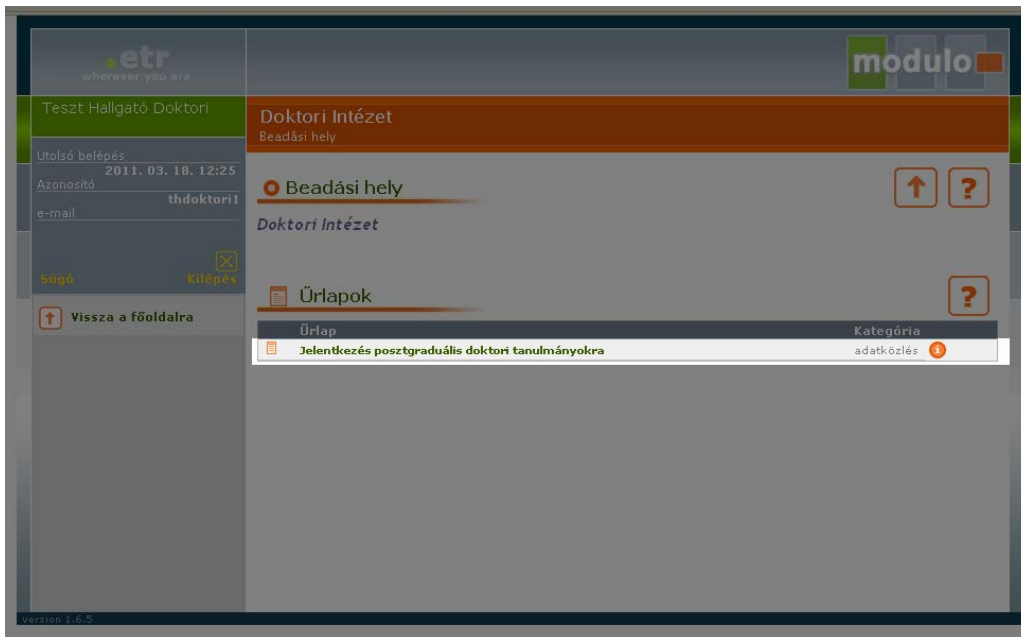 .etr
wherever you are
modulo
Teszt Hallgató Doktori
Doktori Intézet
Beadási hely
Utolsó belépés
2011. 03. 18. 12:25
Azonosító
thdoktori1
e-mail
Súgó
Kilépés
Vissza a főoldalra
Beadási hely
?
Doktori Intézet
Űrlapok
?
Űrlap
Kategória
Jelentkezés posztgraduális doktori tanulmányokra
adatközlés
i
version 1.6.5